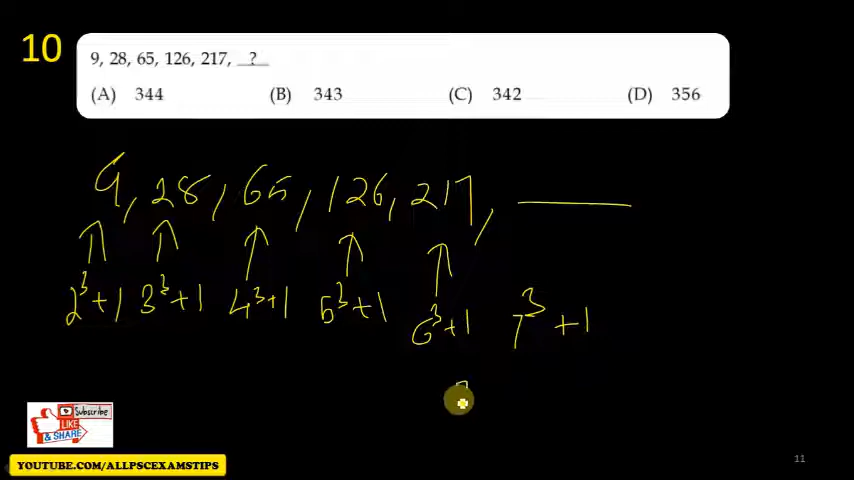 10
9, 28, 65, 126, 217, ?
(A) 344 (B) 343 (C) 342 (D) 356
9, 28, 65, 126, 217,
2³+1 3³+1 4³+1 5³+1 6³+1 7³+1
Subscribe
LIKE
& SHARE
YOUTUBE.COM/ALLPSCEXAMSTIPS
11